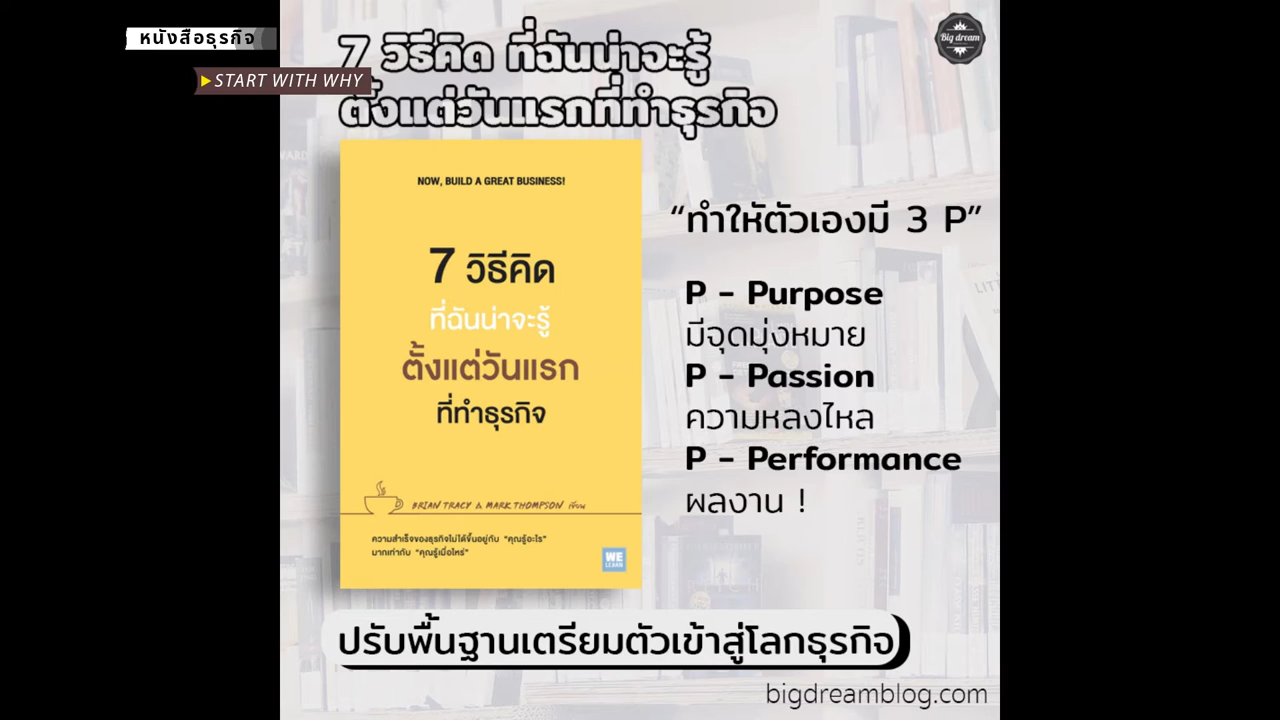 หนังสือธุรกิจ
START WITH WHY
7 วิธีคิด ที่ฉันน่าจะรู้
ตั้งแต่วันแรกที่ทำธุรกิจ
Big dream
NOW, BUILD A GREAT BUSINESS!
7 วิธีคิด
ที่ฉันน่าจะรู้
ตั้งแต่วันแรก
ที่ทำธุรกิจ
BRIAN TRACY & MARK THOMPSON เขียน
ความสำเร็จของธุรกิจไม่ได้ขึ้นอยู่กับ "คุณรู้อะไร"
มากเท่ากับ "คุณรู้เมื่อไหร่"
WE
LEARN
“ทำให้ตัวเองมี 3 P”
P - Purpose
มีจุดมุ่งหมาย
P - Passion
ความหลงไหล
P - Performance
ผลงาน !
ปรับพื้นฐานเตรียมตัวเข้าสู่โลกธุรกิจ
bigdreamblog.com